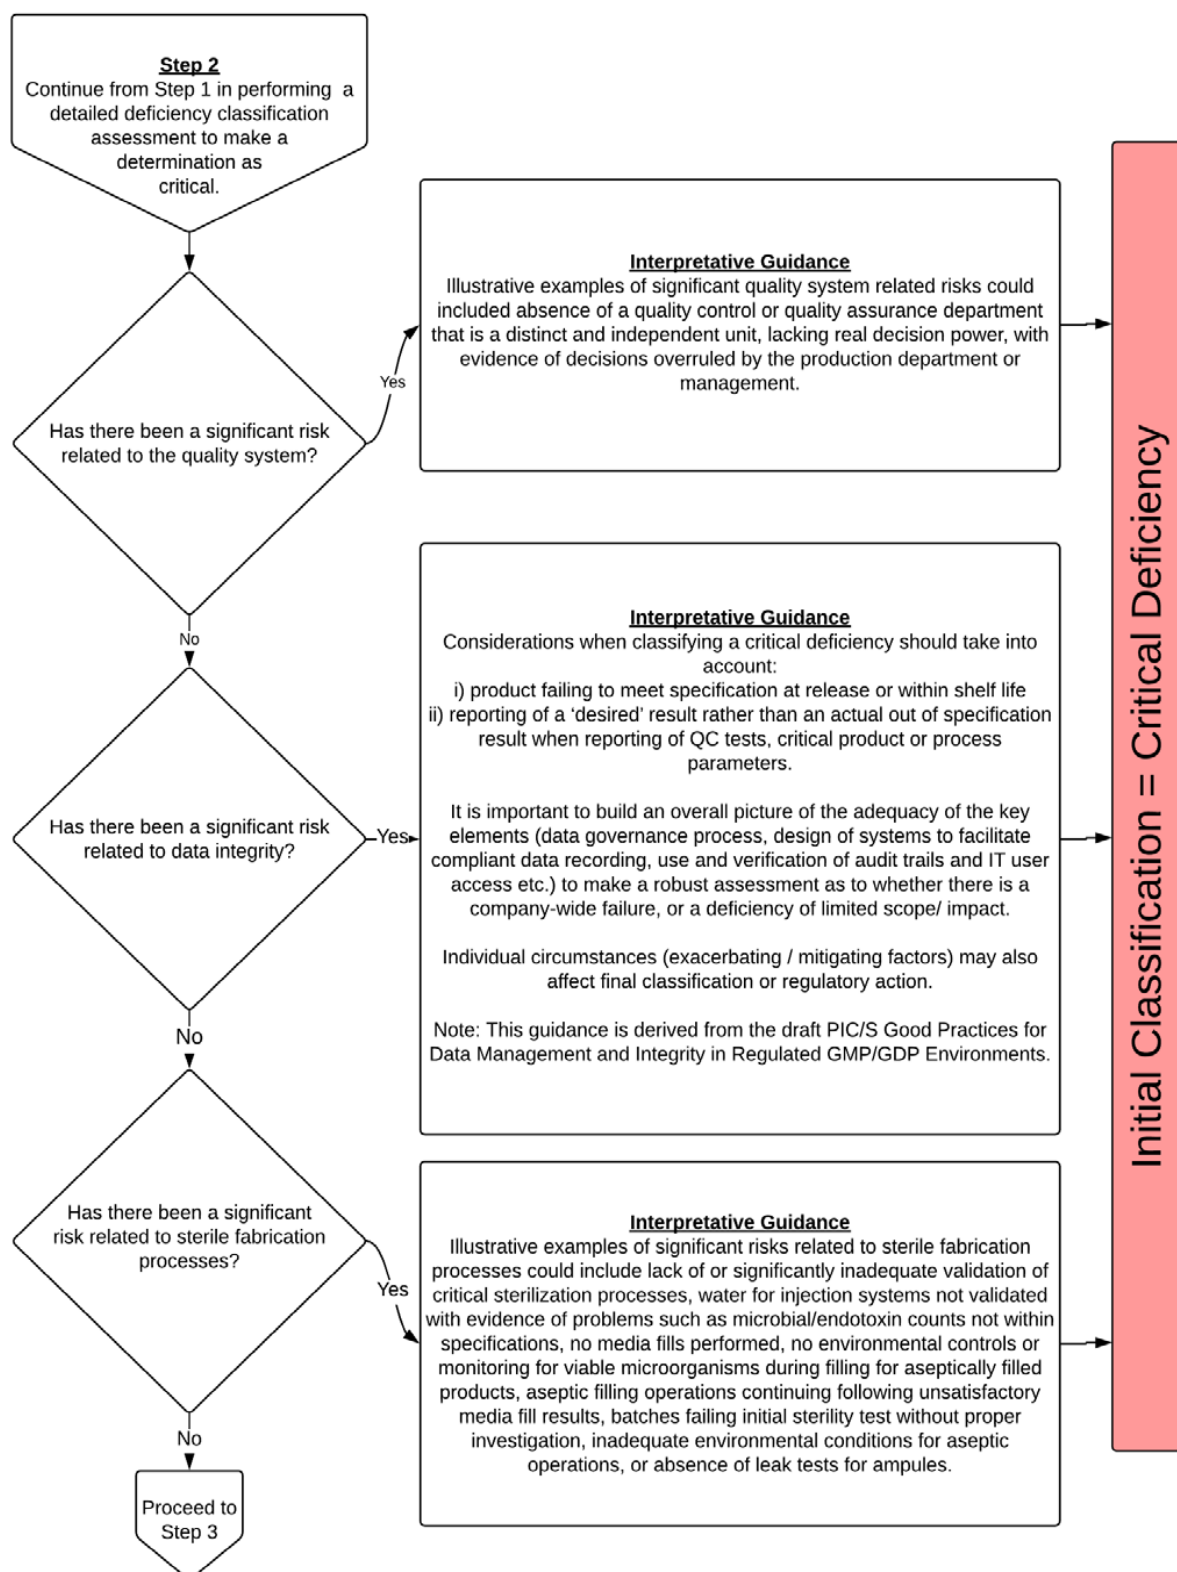 Step 2
Continue from Step 1 in performing a
detailed deficiency classification
assessment to make a
determination as
critical.
Has there been a significant risk
related to the quality system?
Yes
Interpretative Guidance
Illustrative examples of significant quality system related risks could
included absence of a quality control or quality assurance department
that is a distinct and independent unit, lacking real decision power, with
evidence of decisions overruled by the production department or
management.
No
Has there been a significant risk
related to data integrity?
Yes
Interpretative Guidance
Considerations when classifying a critical deficiency should take into
account:
i) product failing to meet specification at release or within shelf life
ii) reporting of a ‘desired’ result rather than an actual out of specification
result when reporting of QC tests, critical product or process
parameters.
It is important to build an overall picture of the adequacy of the key
elements (data governance process, design of systems to facilitate
compliant data recording, use and verification of audit trails and IT user
access etc.) to make a robust assessment as to whether there is a
company-wide failure, or a deficiency of limited scope/ impact.
Individual circumstances (exacerbating / mitigating factors) may also
affect final classification or regulatory action.
Note: This guidance is derived from the draft PIC/S Good Practices for
Data Management and Integrity in Regulated GMP/GDP Environments.
No
Has there been a significant
risk related to sterile fabrication
processes?
Yes
Interpretative Guidance
Illustrative examples of significant risks related to sterile fabrication
processes could include lack of or significantly inadequate validation of
critical sterilization processes, water for injection systems not validated
with evidence of problems such as microbial/endotoxin counts not within
specifications, no media fills performed, no environmental controls or
monitoring for viable microorganisms during filling for aseptically filled
products, aseptic filling operations continuing following unsatisfactory
media fill results, batches failing initial sterility test without proper
investigation, inadequate environmental conditions for aseptic
operations, or absence of leak tests for ampules.
No
Proceed to
Step 3
Initial Classification = Critical Deficiency